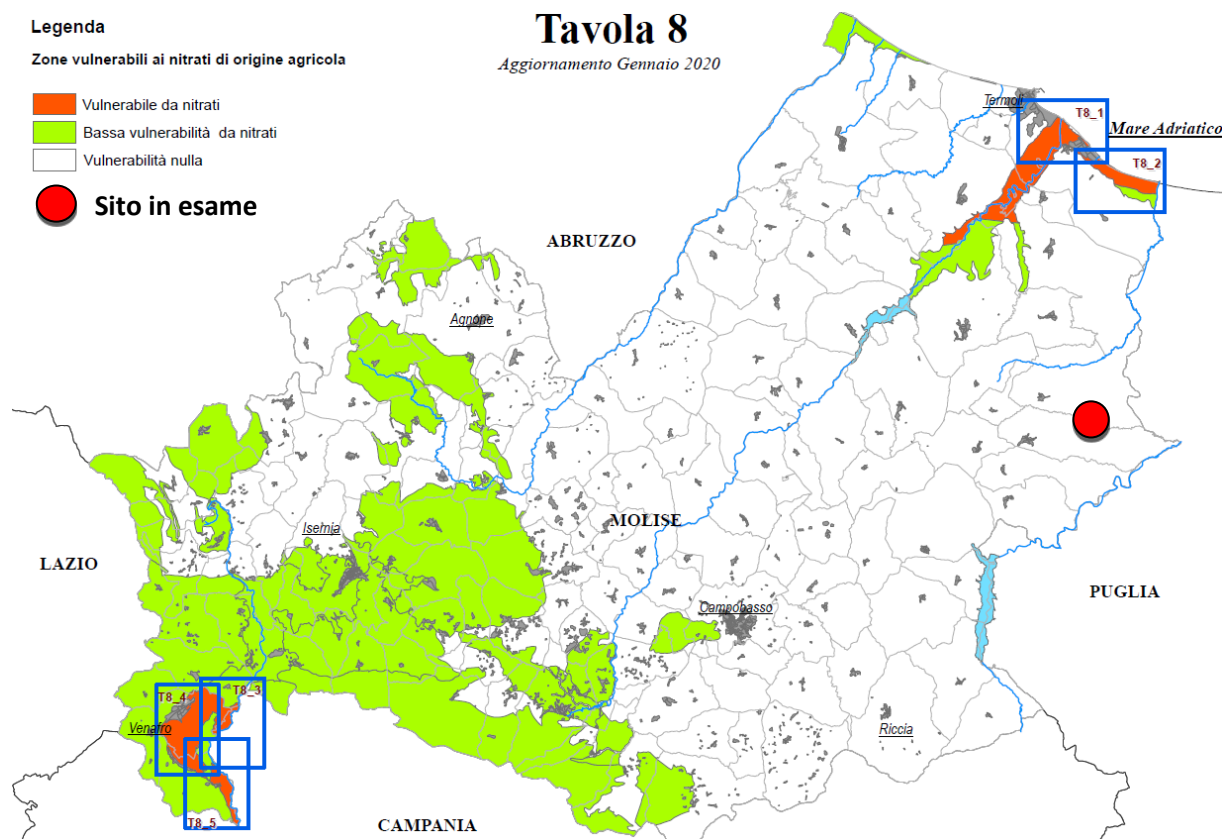 Legenda
Zone vulnerabili ai nitrati di origine agricola
Vulnerabile da nitrati
Bassa vulnerabilità da nitrati
Vulnerabilità nulla
Sito in esame
Tavola 8
Aggiornamento Gennaio 2020
Termoli
T8_1
Mare Adriatico
T8_2
ABRUZZO
Agnone
Isernia
MOLISE
LAZIO
PUGLIA
Campobasso
T8_3
T8_4
Venafro
Riccia
T8_5
CAMPANIA